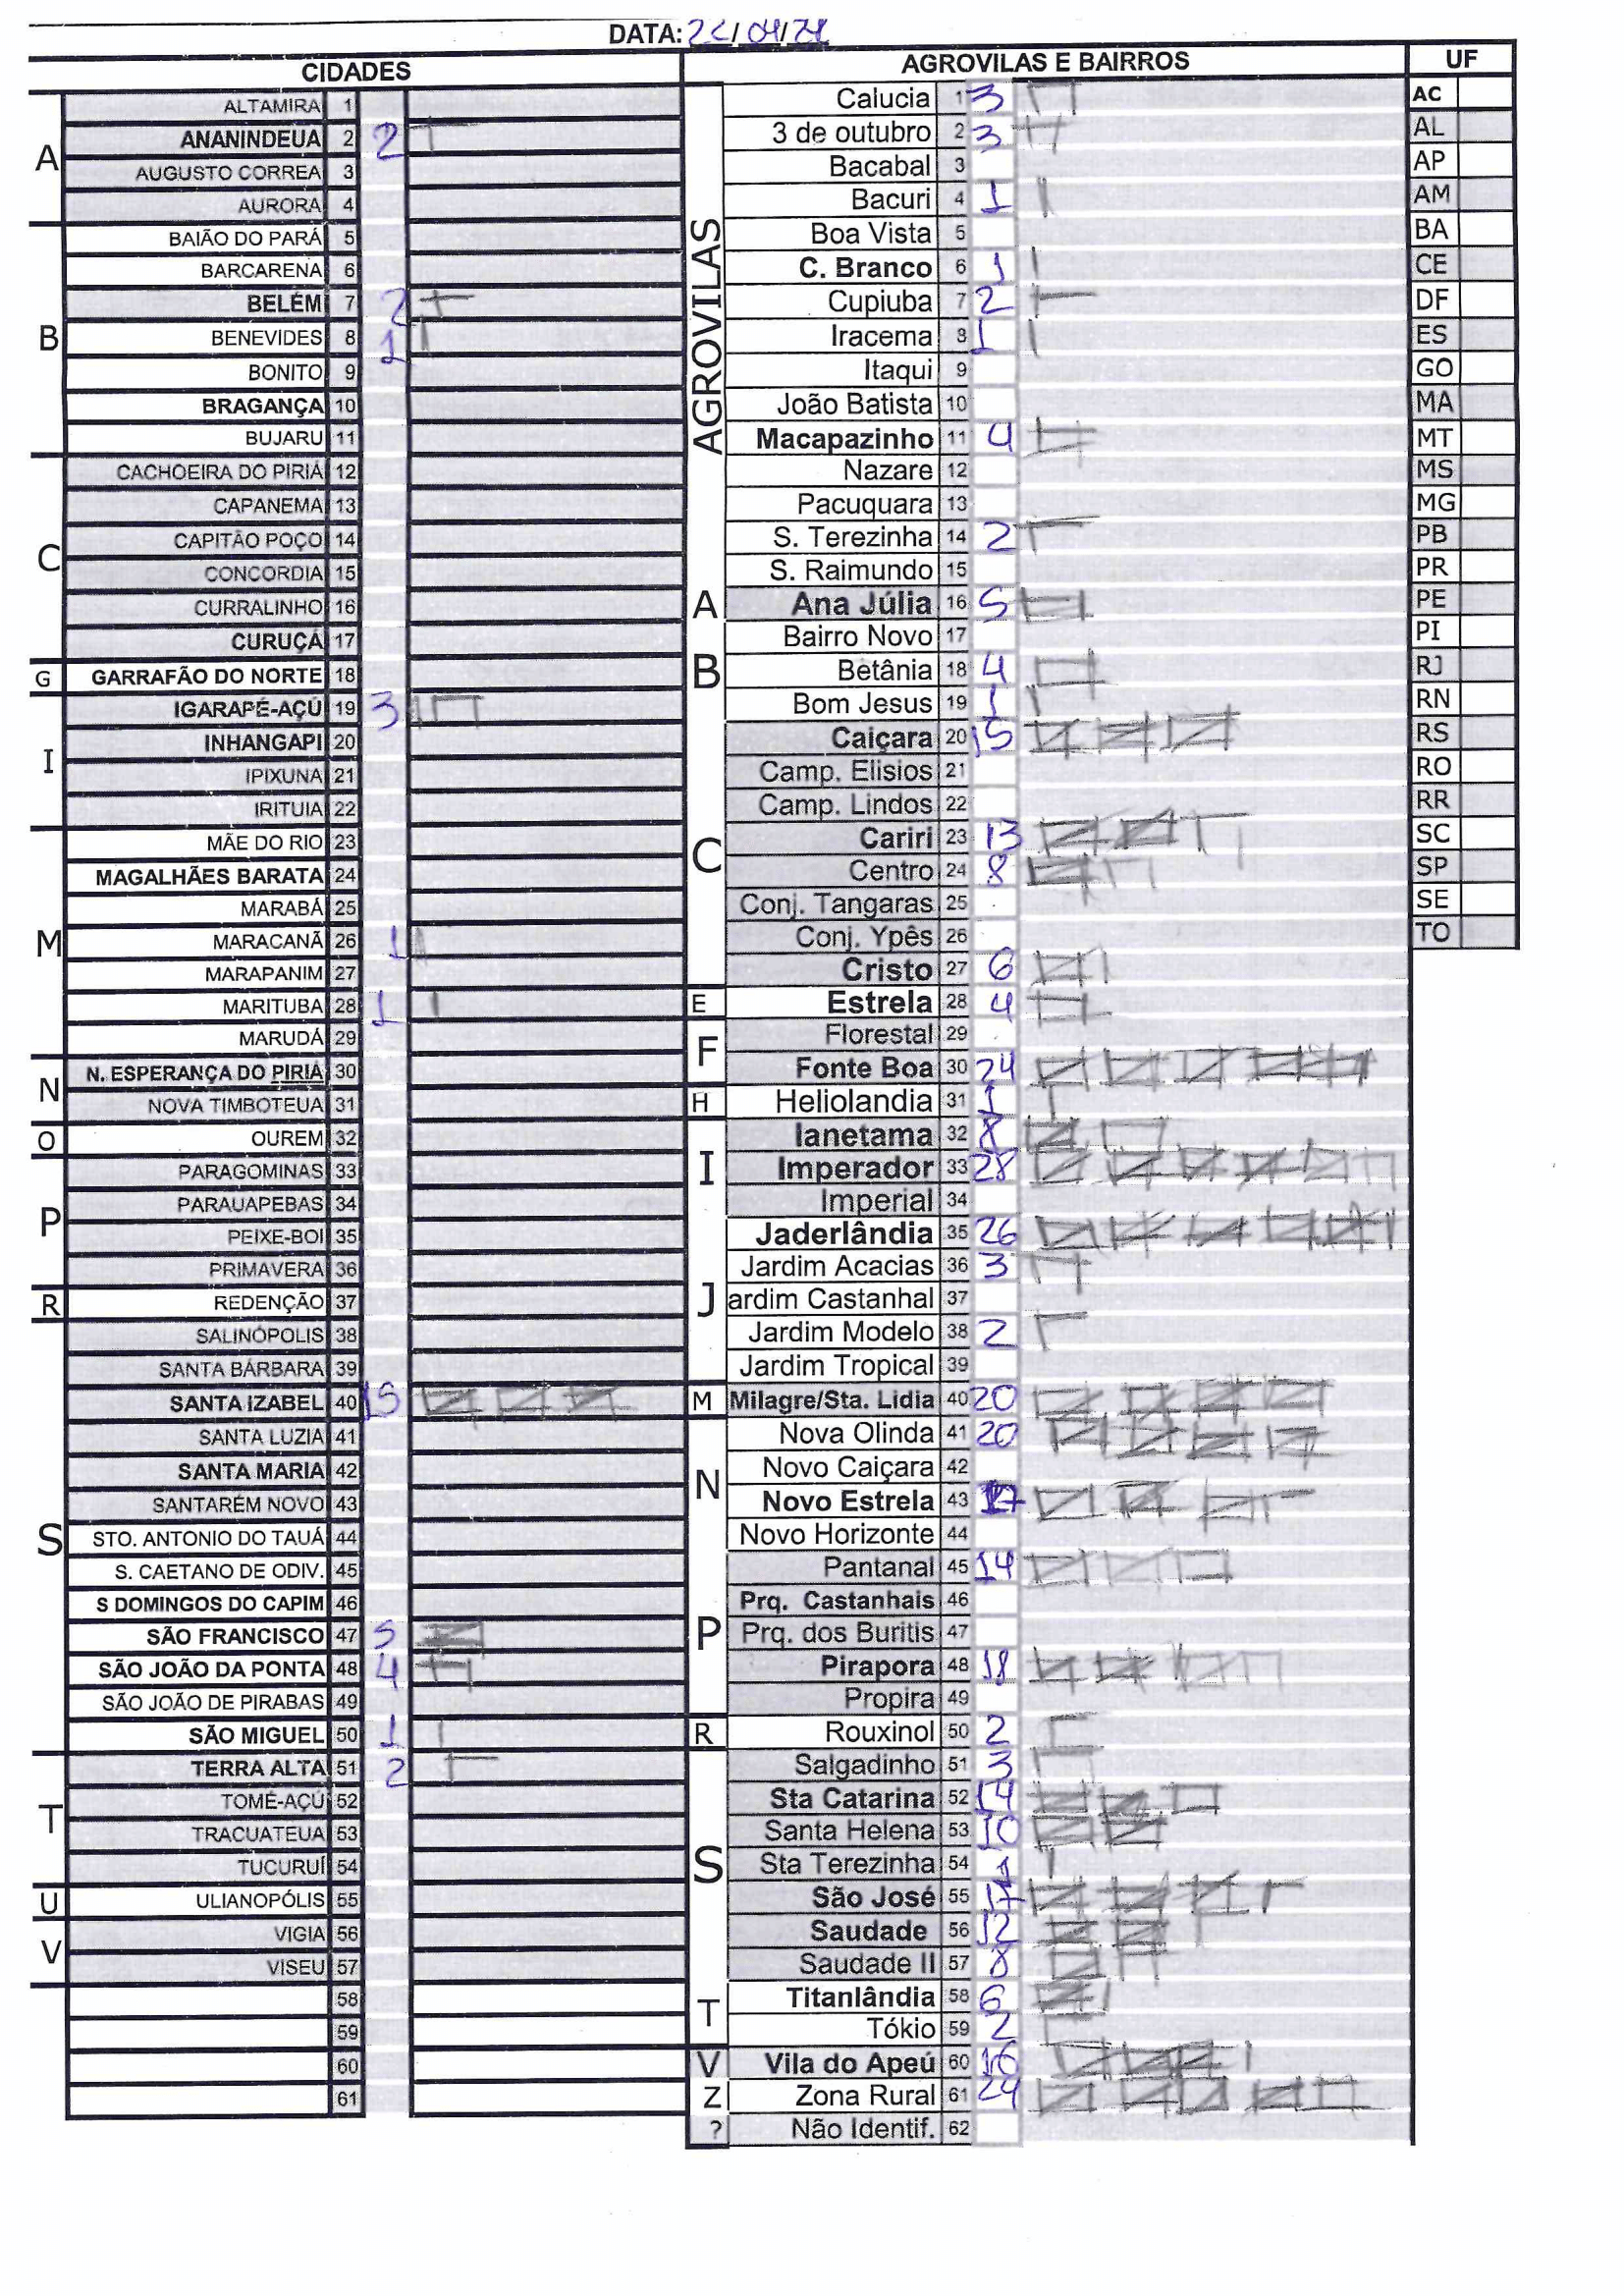 DATA: 22/04/21
CIDADES
A
ALTAMIRA 1
ANANINDEUA 2 2
AUGUSTO CORREA 3
AURORA 4
B
BAIÃO DO PARÁ 5
BARCARENA 6
BELÉM 7 2
BENEVIDES 8 1
BONITO 9
BRAGANÇA 10
BUJARU 11
C
CACHOEIRA DO PIRIÁ 12
CAPANEMA 13
CAPITÃO POÇO 14
CONCORDIA 15
CURRALINHO 16
CURUÇÁ 17
G
GARRAFÃO DO NORTE 18
I
IGARAPÉ-AÇÚ 19 3
INHANGAPI 20
IPIXUNA 21
IRITUIA 22
M
MÃE DO RIO 23
MAGALHÃES BARATA 24
MARABÁ 25
MARACANÃ 26 1
MARAPANIM 27
MARITUBA 28 1
MARUDÁ 29
N
N. ESPERANÇA DO PIRIÁ 30
NOVA TIMBOTEUA 31
O
OUREM 32
P
PARAGOMINAS 33
PARAUAPEBAS 34
PEIXE-BOI 35
PRIMAVERA 36
R
REDENÇÃO 37
S
SALINÓPOLIS 38
SANTA BÁRBARA 39
SANTA IZABEL 40 15
SANTA LUZIA 41
SANTA MARIA 42
SANTARÉM NOVO 43
STO. ANTONIO DO TAUÁ 44
S. CAETANO DE ODIV. 45
S DOMINGOS DO CAPIM 46
SÃO FRANCISCO 47 5
SÃO JOÃO DA PONTA 48 4
SÃO JOÃO DE PIRABAS 49
SÃO MIGUEL 50 1
T
TERRA ALTA 51 2
TOMÉ-AÇÚ 52
TRACUATEUA 53
TUCURUÍ 54
U
ULIANOPÓLIS 55
V
VIGIA 56
VISEU 57
58
59
60
61
AGROVILAS E BAIRROS
AGROVILAS
Calucia 1 3
3 de outubro 2 3
Bacabal 3
Bacuri 4 1
Boa Vista 5
C. Branco 6 1
Cupiuba 7 2
Iracema 8 1
Itaqui 9
João Batista 10
Macapazinho 11 4
Nazare 12
Pacuquara 13
S. Terezinha 14 2
S. Raimundo 15
A
Ana Júlia 16 5
B
Bairro Novo 17
Betânia 18 4
Bom Jesus 19 1
C
Caiçara 20 15
Camp. Elisios 21
Camp. Lindos 22
Cariri 23 13
Centro 24 8
Conj. Tangaras 25
Conj. Ypês 26
Cristo 27 6
E
Estrela 28 4
F
Florestal 29
Fonte Boa 30 24
H
Heliolandia 31 1
I
Ianetama 32 8
Imperador 33 28
Imperial 34
J
Jaderlândia 35 26
Jardim Acacias 36 3
ardim Castanhal 37
Jardim Modelo 38 2
Jardim Tropical 39
M
Milagre/Sta. Lidia 40 20
N
Nova Olinda 41 20
Novo Caiçara 42
Novo Estrela 43 17
Novo Horizonte 44
P
Pantanal 45 14
Prq. Castanhais 46
Prq. dos Buritis 47
Pirapora 48 18
Propira 49
R
Rouxinol 50 2
S
Salgadinho 51 3
Sta Catarina 52 14
Santa Helena 53 10
Sta Terezinha 54 1
São José 55 17
Saudade 56 12
Saudade II 57 8
T
Titanlândia 58 6
Tókio 59 2
V
Vila do Apeú 60 16
Z
Zona Rural 61 24
?
Não Identif. 62
UF
AC
AL
AP
AM
BA
CE
DF
ES
GO
MA
MT
MS
MG
PB
PR
PE
PI
RJ
RN
RS
RO
RR
SC
SP
SE
TO